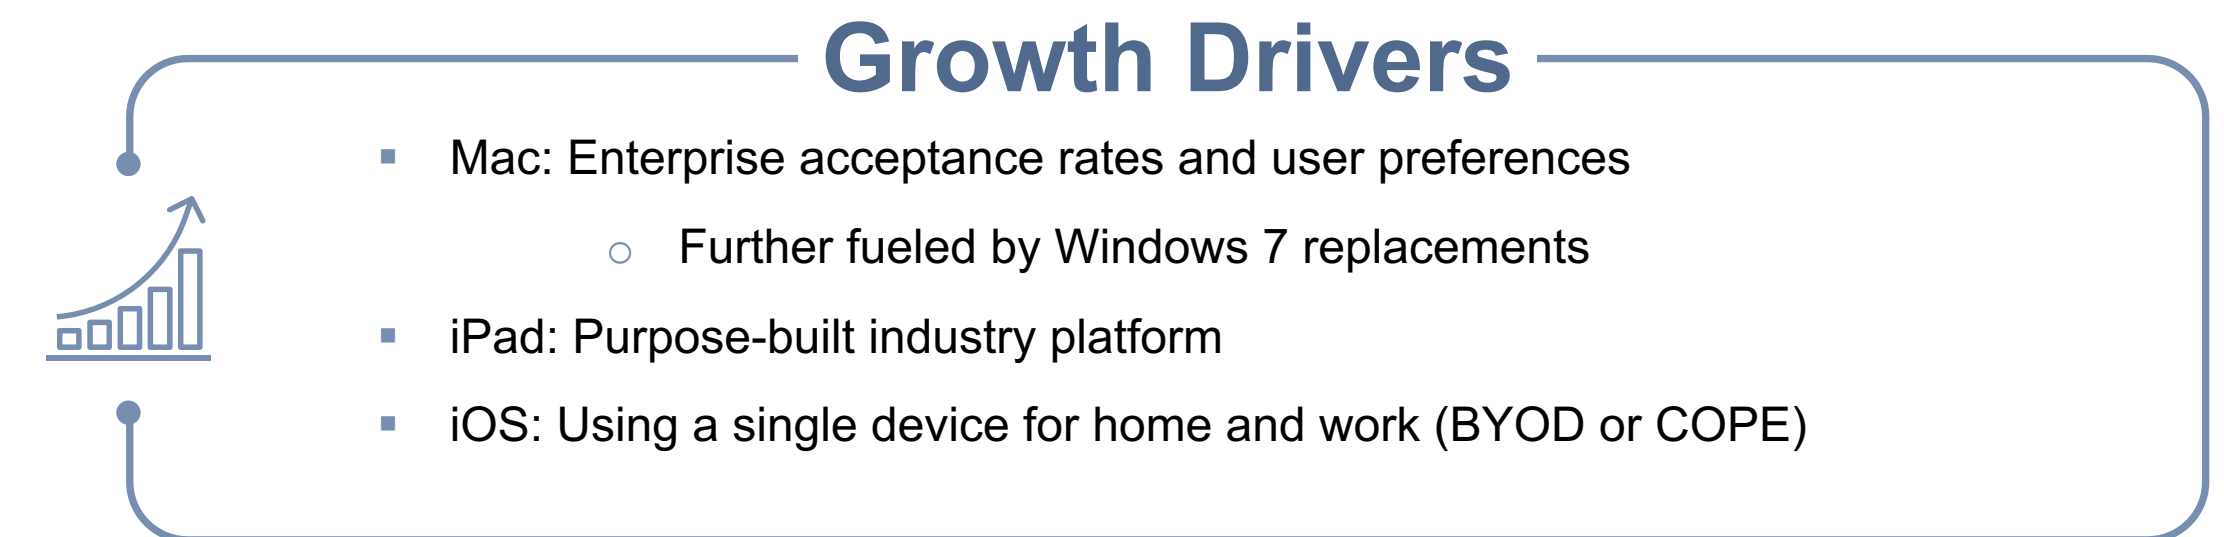 Growth Drivers
Mac: Enterprise acceptance rates and user preferences
Further fueled by Windows 7 replacements
iPad: Purpose-built industry platform
iOS: Using a single device for home and work (BYOD or COPE)